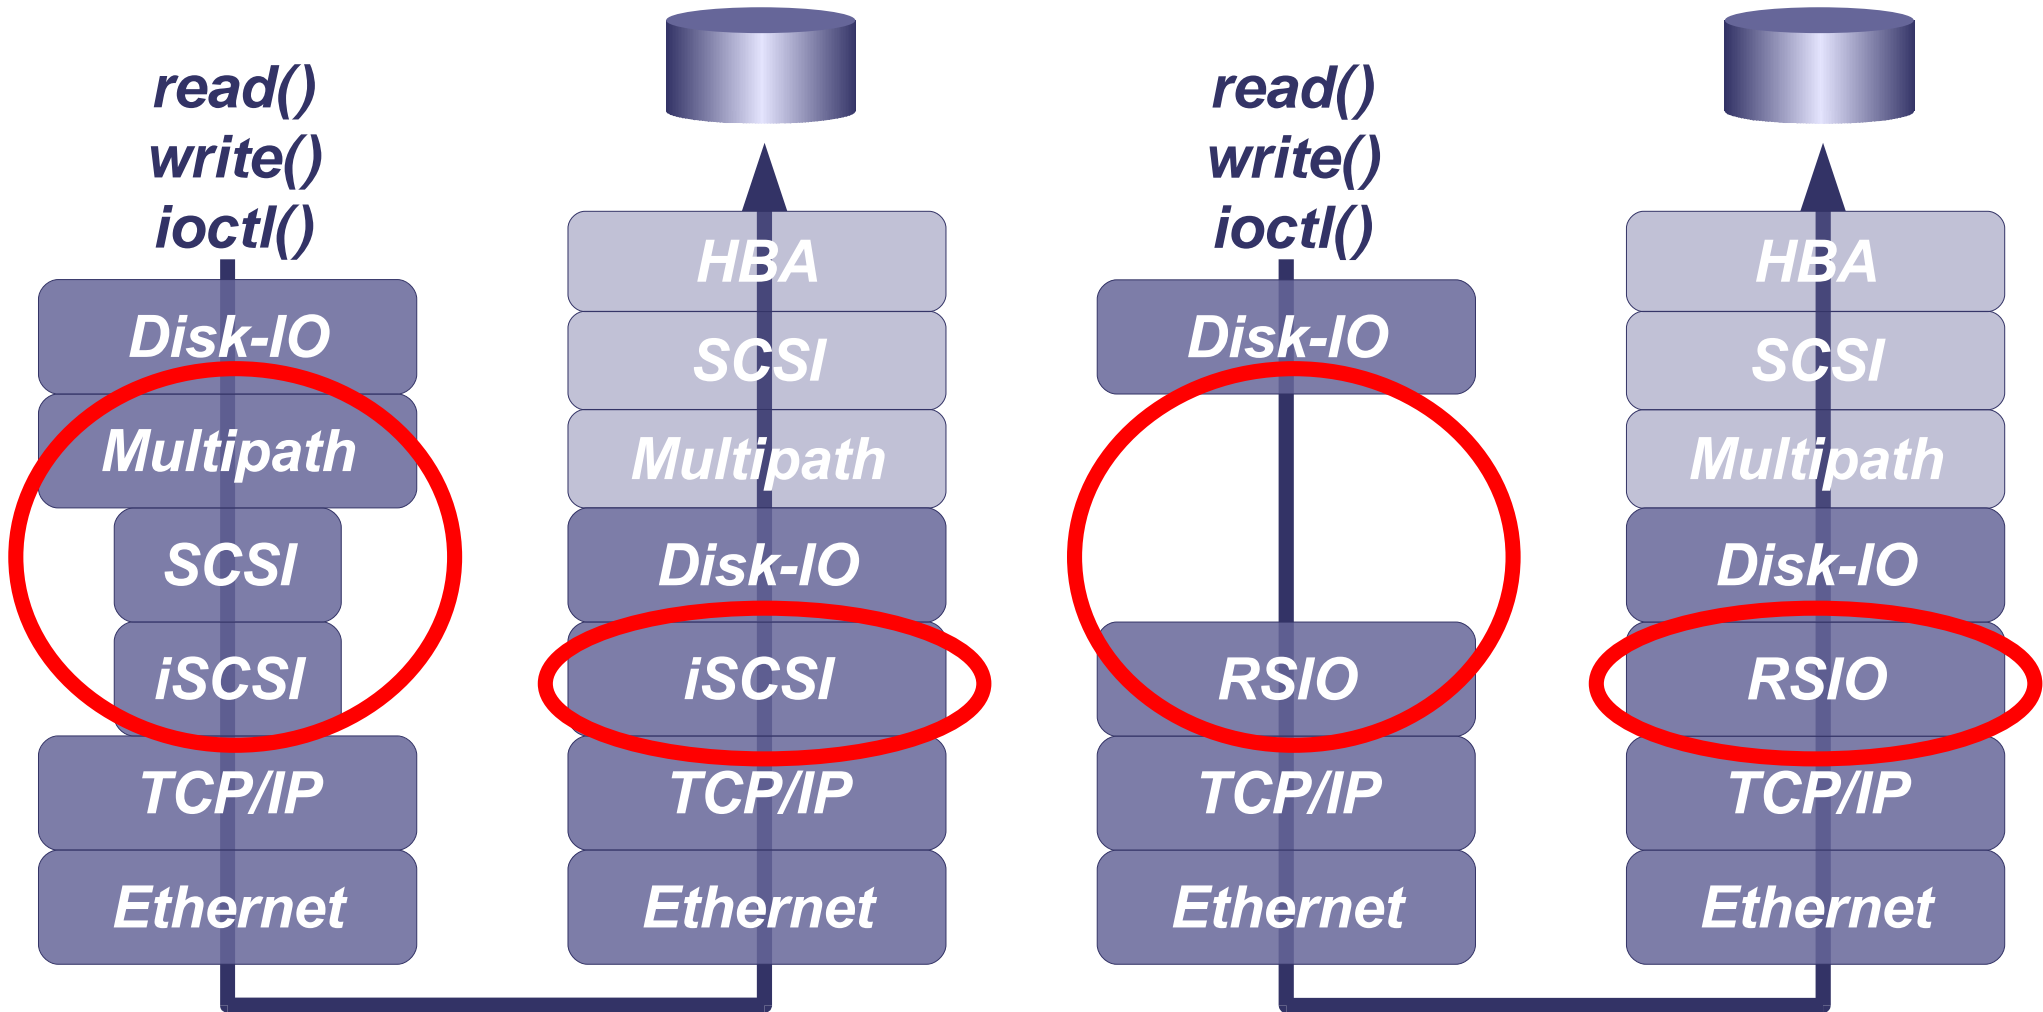 read()
write()
ioctl()
Disk-IO
Multipath
SCSI
iSCSI
TCP/IP
Ethernet
HBA
SCSI
Multipath
Disk-IO
iSCSI
TCP/IP
Ethernet
read()
write()
ioctl()
Disk-IO
RSIO
TCP/IP
Ethernet
HBA
SCSI
Multipath
Disk-IO
RSIO
TCP/IP
Ethernet